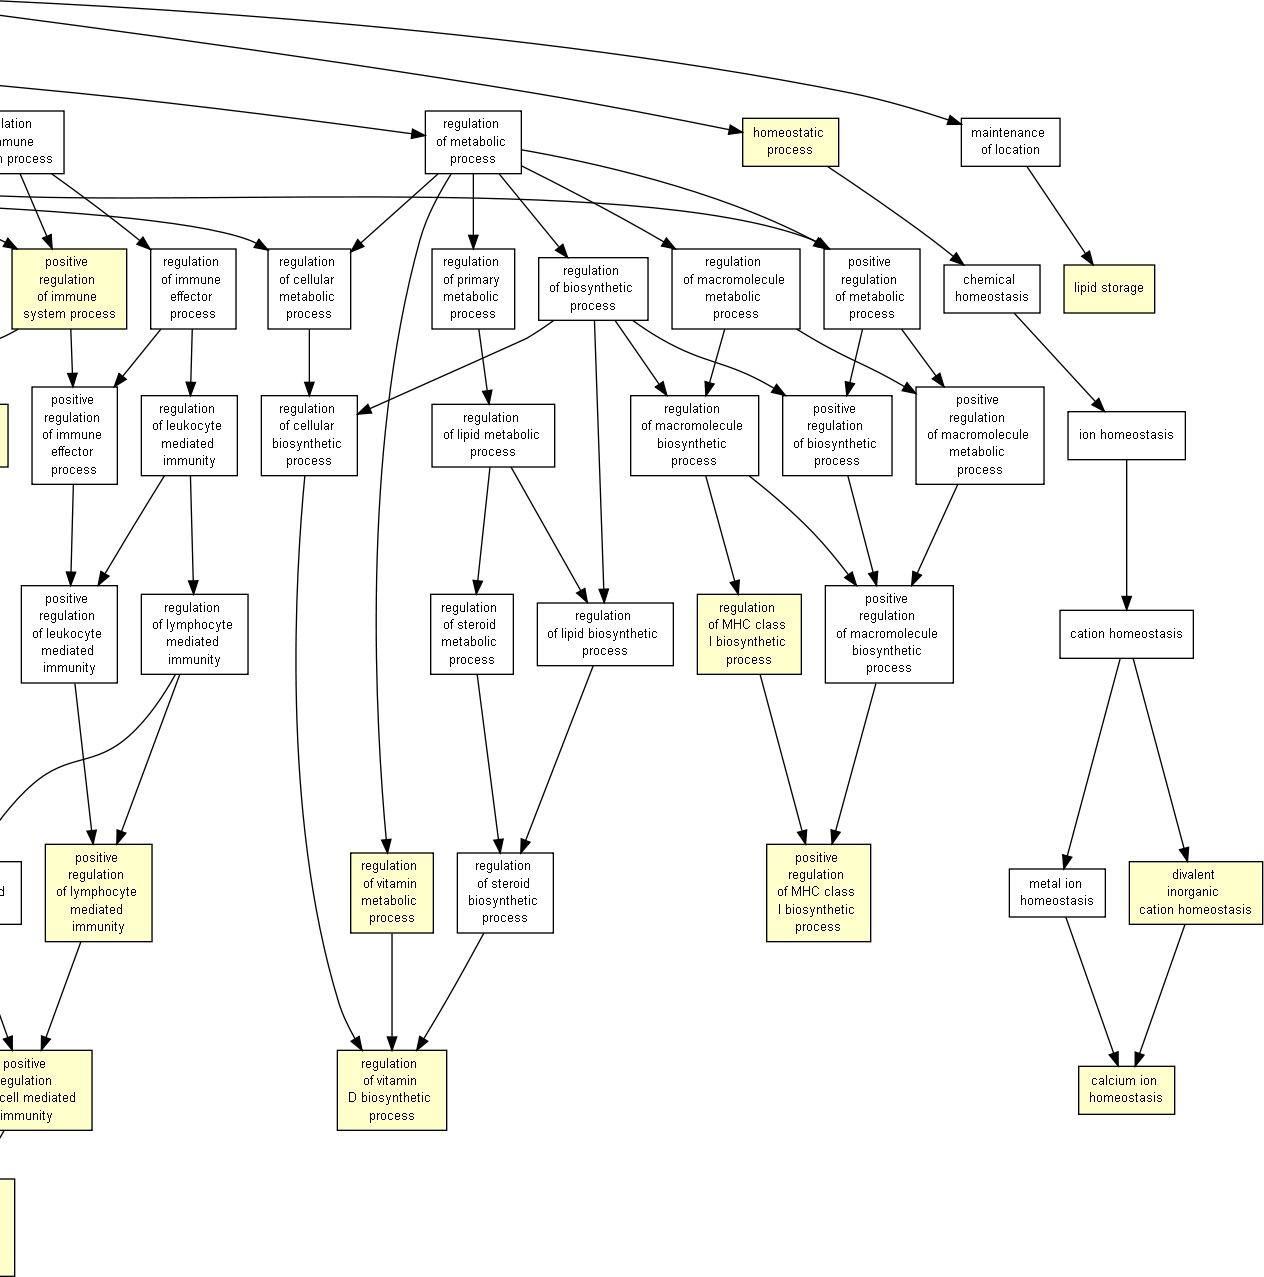 lation
mmune
n process
regulation
of metabolic
process
homeostatic
process
maintenance
of location
positive
regulation
of immune
system process
regulation
of immune
effector
process
regulation
of cellular
metabolic
process
regulation
of primary
metabolic
process
regulation
of biosynthetic
process
regulation
of macromolecule
metabolic
process
positive
regulation
of metabolic
process
chemical
homeostasis
lipid storage
positive
regulation
of immune
effector
process
regulation
of leukocyte
mediated
immunity
regulation
of cellular
biosynthetic
process
regulation
of lipid metabolic
process
regulation
of macromolecule
biosynthetic
process
positive
regulation
of biosynthetic
process
positive
regulation
of macromolecule
metabolic
process
ion homeostasis
positive
regulation
of leukocyte
mediated
immunity
regulation
of lymphocyte
mediated
immunity
regulation
of steroid
metabolic
process
regulation
of lipid biosynthetic
process
regulation
of MHC class
I biosynthetic
process
positive
regulation
of macromolecule
biosynthetic
process
cation homeostasis
d
positive
regulation
of lymphocyte
mediated
immunity
regulation
of vitamin
metabolic
process
regulation
of steroid
biosynthetic
process
positive
regulation
of MHC class
I biosynthetic
process
metal ion
homeostasis
divalent
inorganic
cation homeostasis
positive
egulation
cell mediated
immunity
regulation
of vitamin
D biosynthetic
process
calcium ion
homeostasis